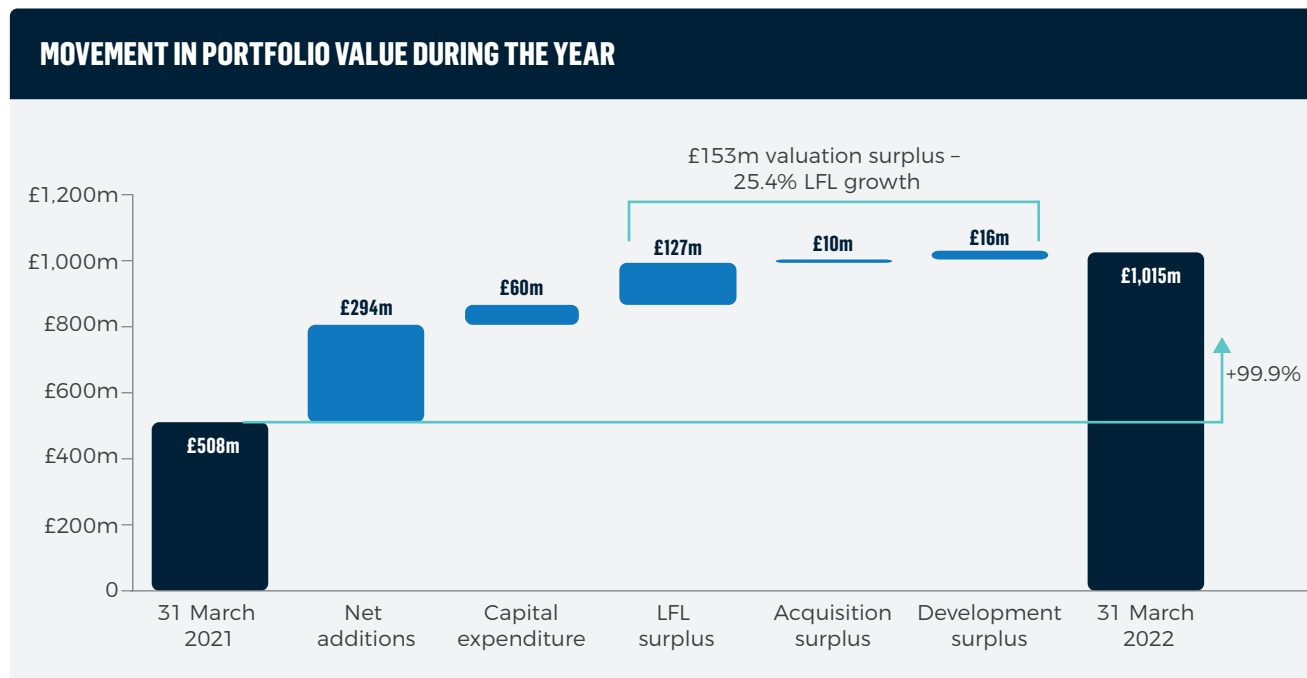 MOVEMENT IN PORTFOLIO VALUE DURING THE YEAR
£153m valuation surplus –
25.4% LFL growth
£1,200m
£1,000m
£800m
£600m
£400m
£200m
0
£508m
£294m
£60m
£127m
£10m
£16m
£1,015m
+99.9%
31 March
2021
Net
additions
Capital
expenditure
LFL
surplus
Acquisition
surplus
Development
surplus
31 March
2022